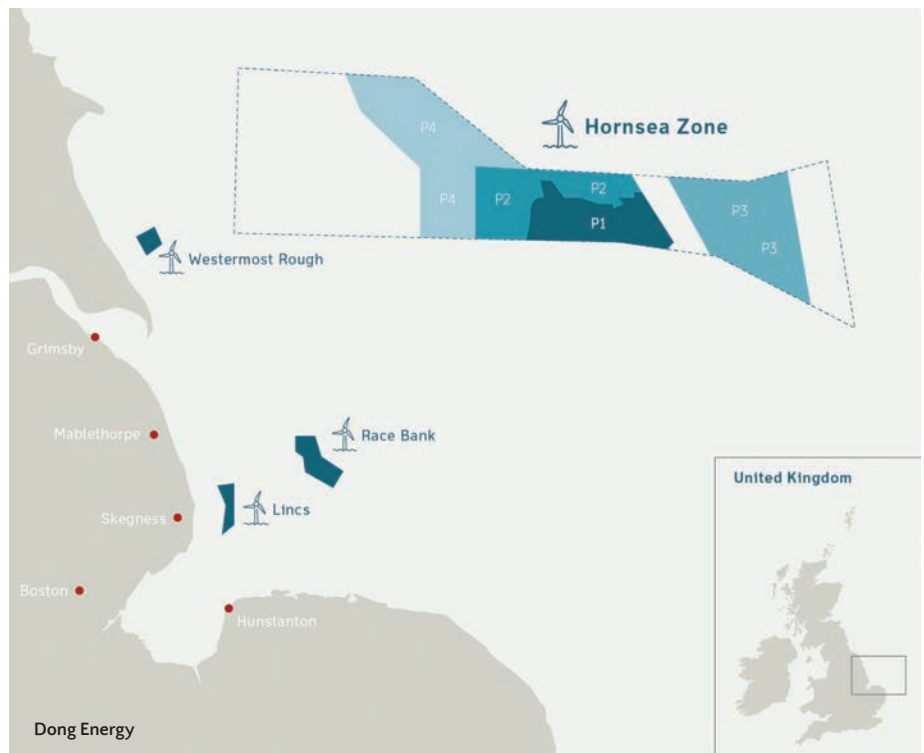 P4
Hornsea Zone
P4
P2
P2
P1
P3
P3
Westermost Rough
Grimsby
Mablethorpe
Race Bank
Skegness
Lincs
Boston
Hunstanton
United Kingdom
Dong Energy